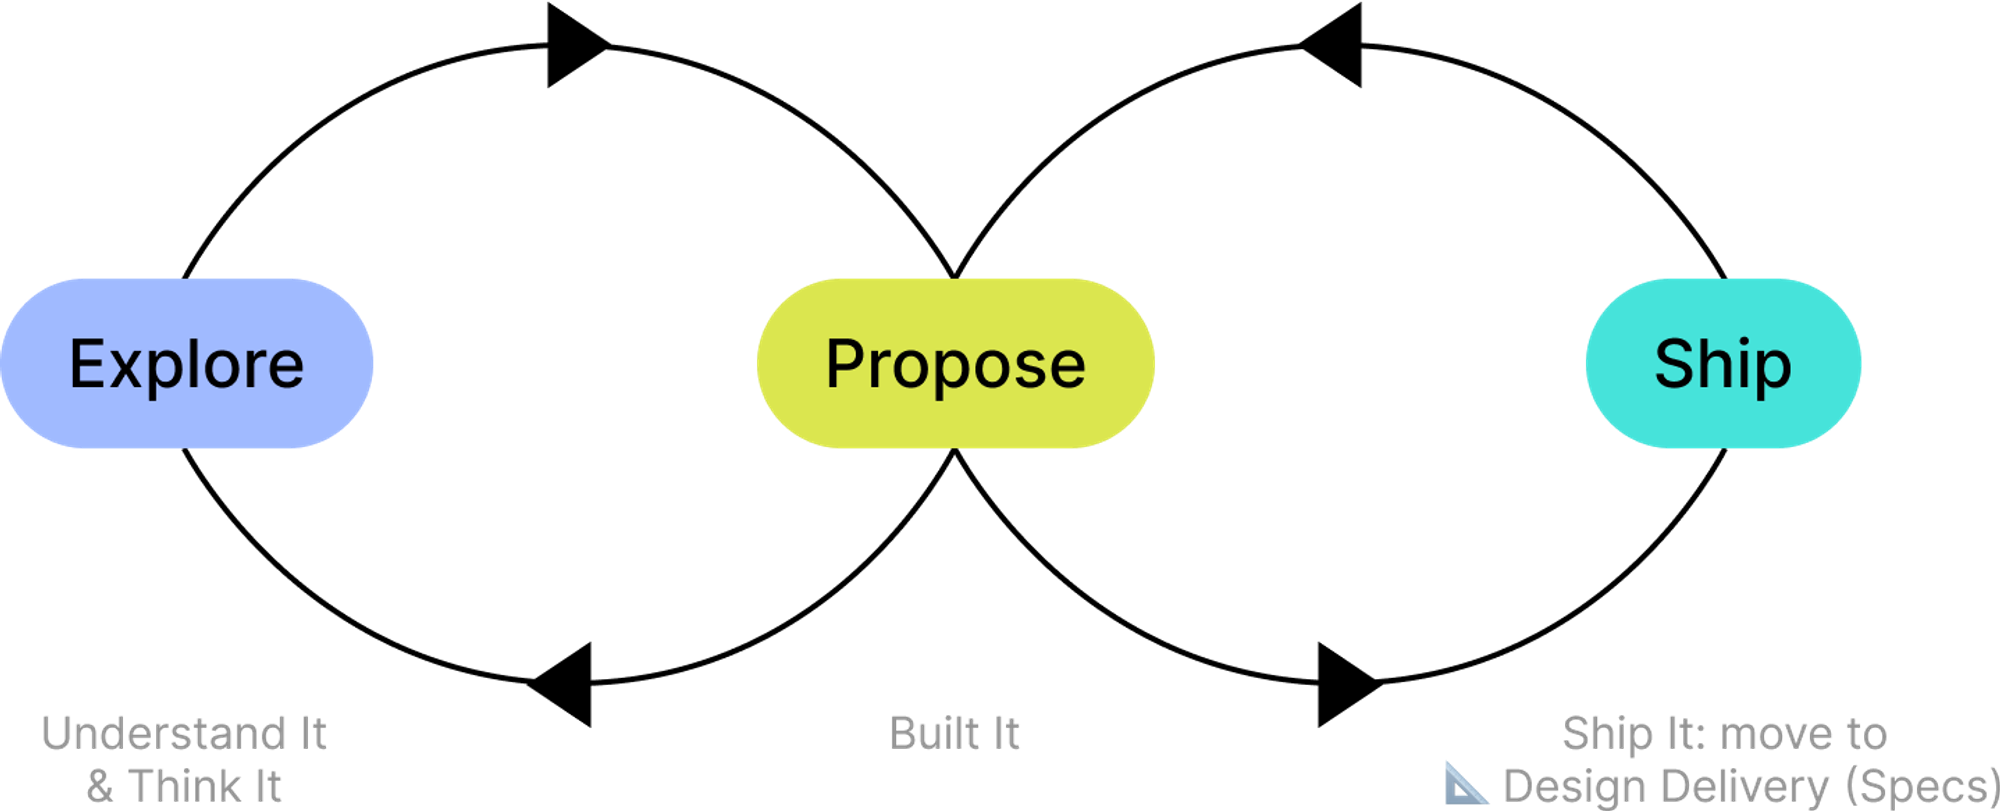 Explore
Propose
Ship
Understand It
& Think It
Built It
Ship It: move to
Design Delivery (Specs)